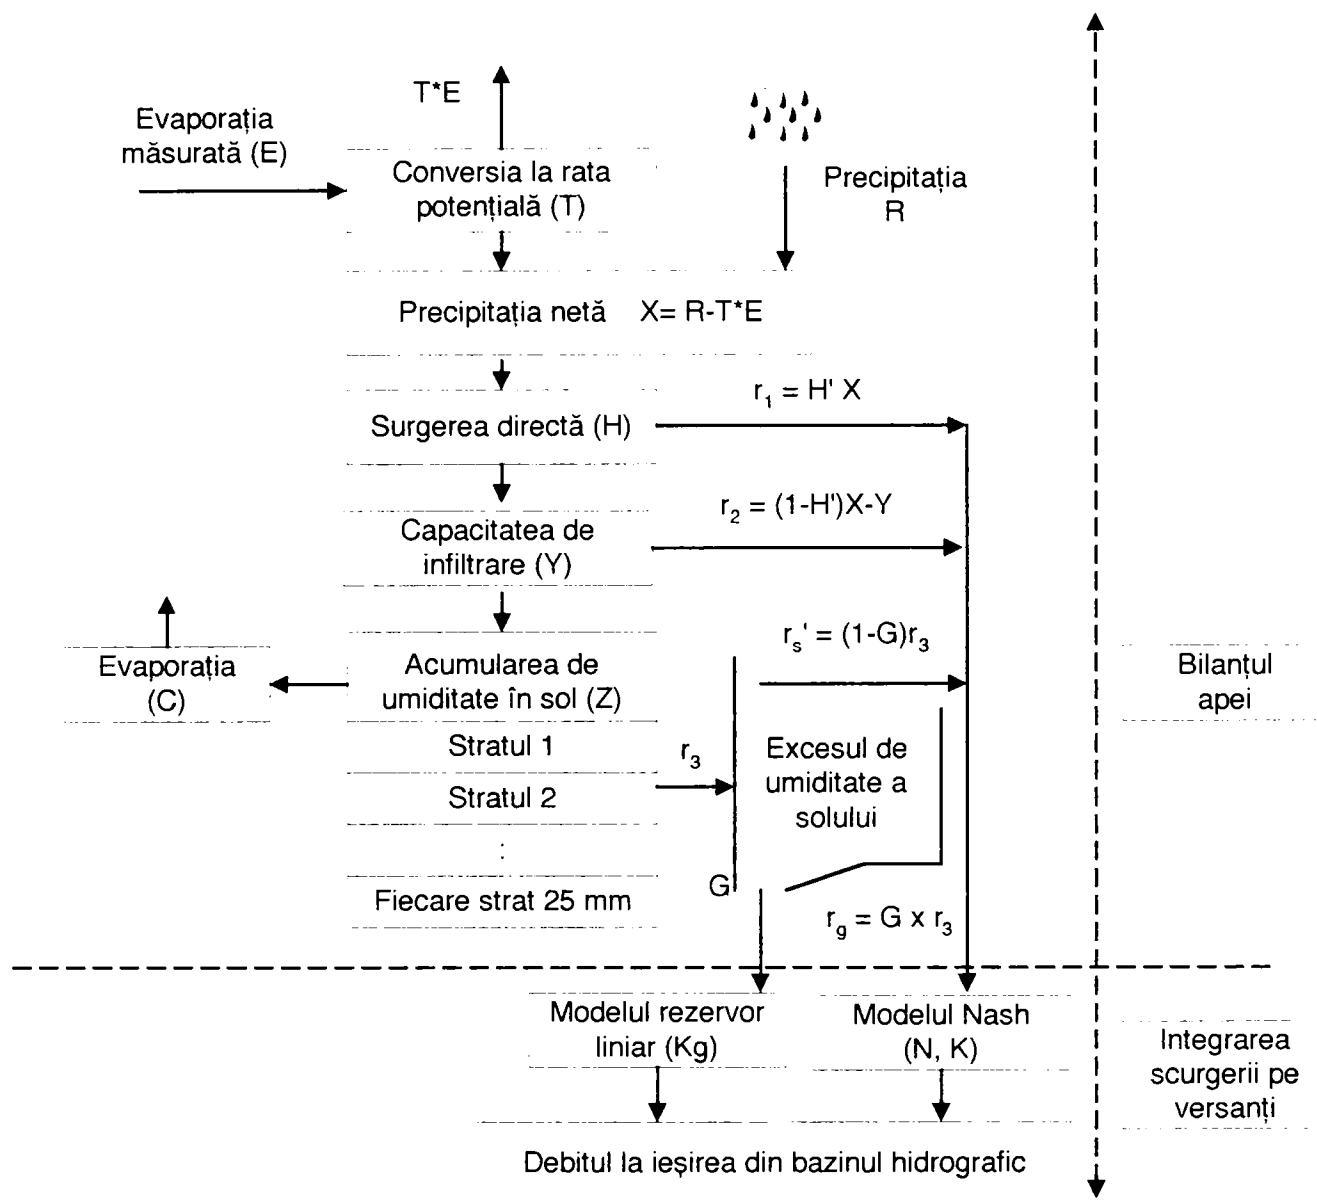 T*E
Evaporația
măsurată (E)
Conversia la rata
potențială (T)
Precipitația
R
Precipitația netă X= R-T*E
r₁ = H' X
Surgerea directă (H)
r₂ = (1-H')X-Y
Capacitatea de
infiltrare (Y)
rₛ' = (1-G)r₃
Evaporația
(C)
Acumularea de
umiditate în sol (Z)
Bilanțul
apei
Stratul 1
r₃
Excesul de
umiditate a
solului
Stratul 2
:
G
Fiecare strat 25 mm
r_g = G x r₃
Modelul rezervor
liniar (Kg)
Modelul Nash
(N, K)
Integrarea
scurgerii pe
versanți
Debitul la ieșirea din bazinul hidrografic